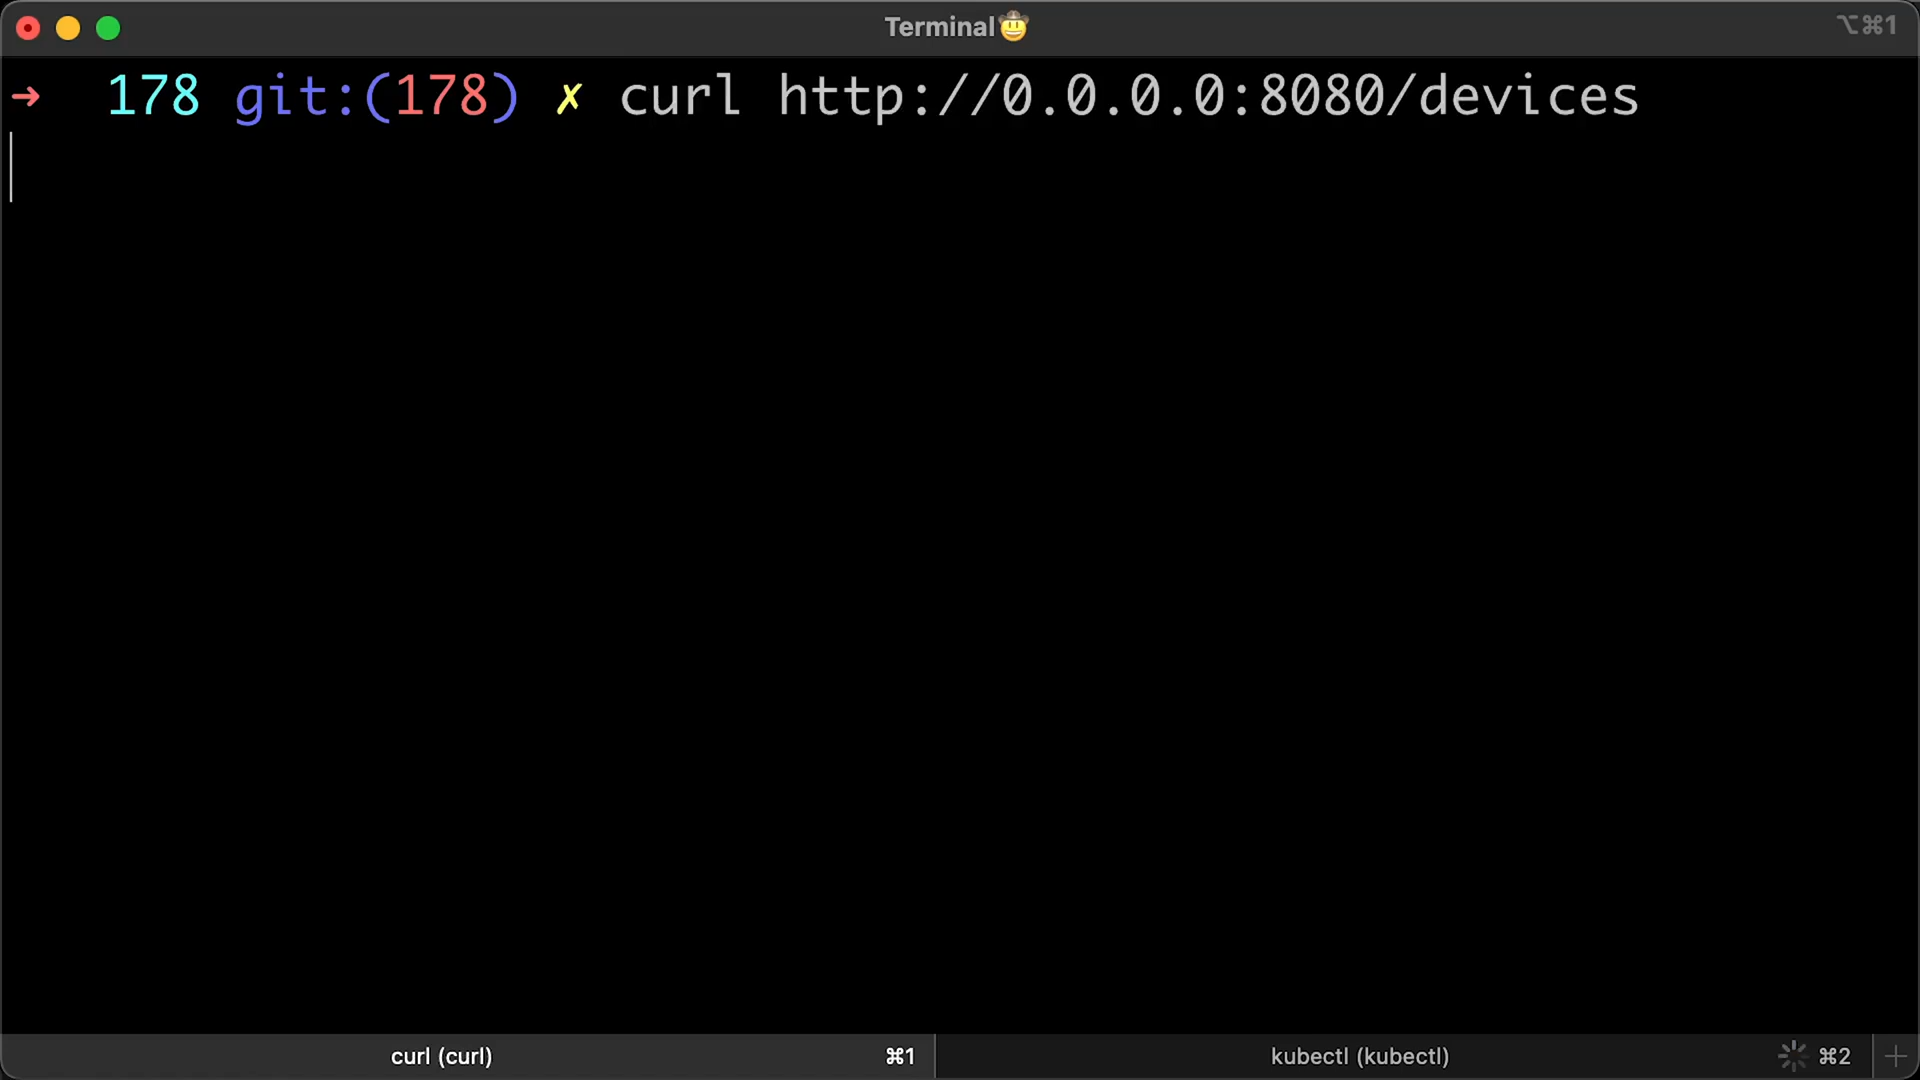 Terminal🤠
⌥⌘1
→ 178 git:(178) ✗ curl http://0.0.0.0:8080/devices
curl (curl) ⌘1
kubectl (kubectl) ⌘2 +